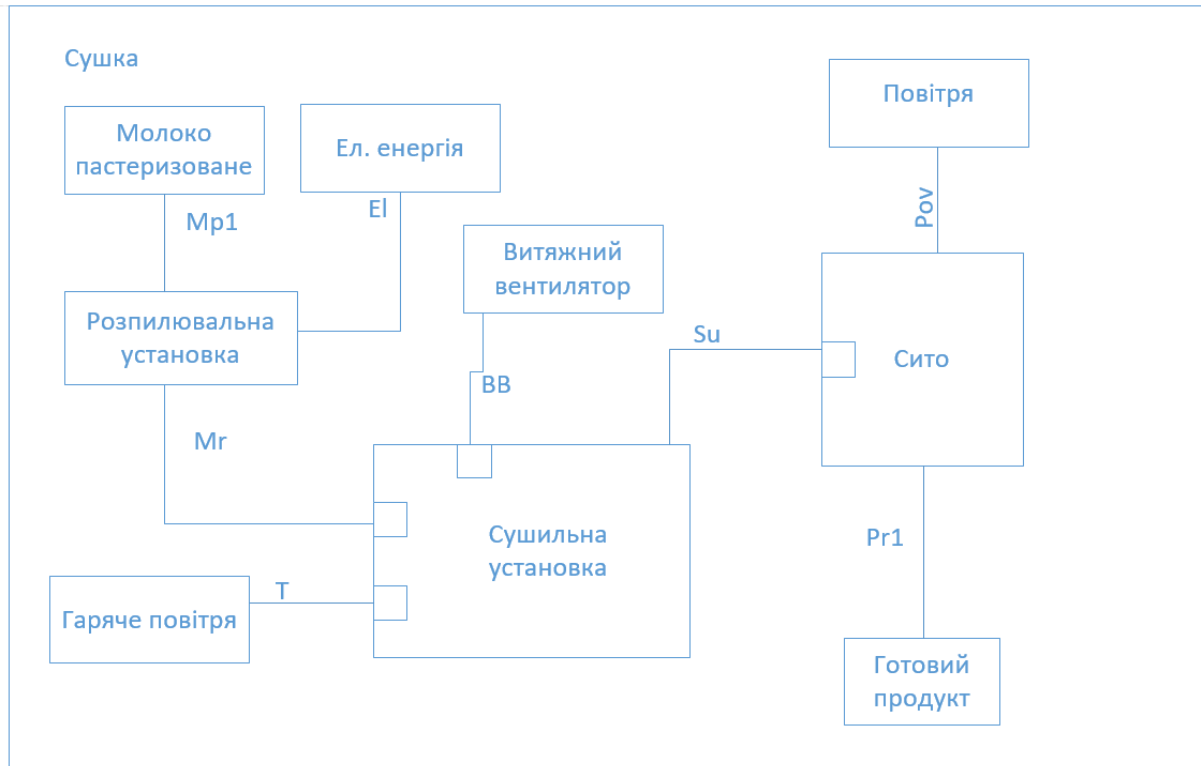 Сушка
Повітря
Молоко
пастеризоване
Ел. енергія
Mp1
El
Pov
Витяжний
вентилятор
Розпилювальна
установка
Su
Сито
BB
Mr
Сушильна
установка
Pr1
T
Гаряче повітря
Готовий
продукт